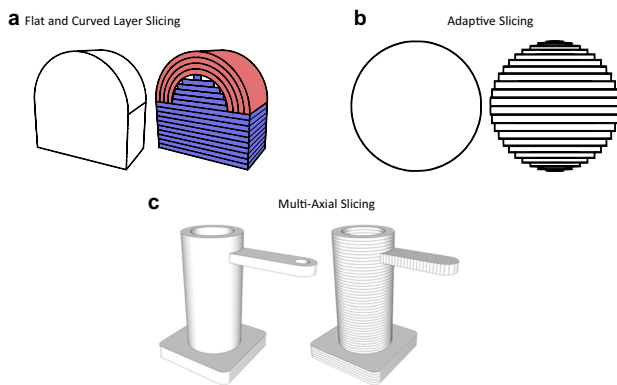 a Flat and Curved Layer Slicing
b Adaptive Slicing
c Multi-Axial Slicing